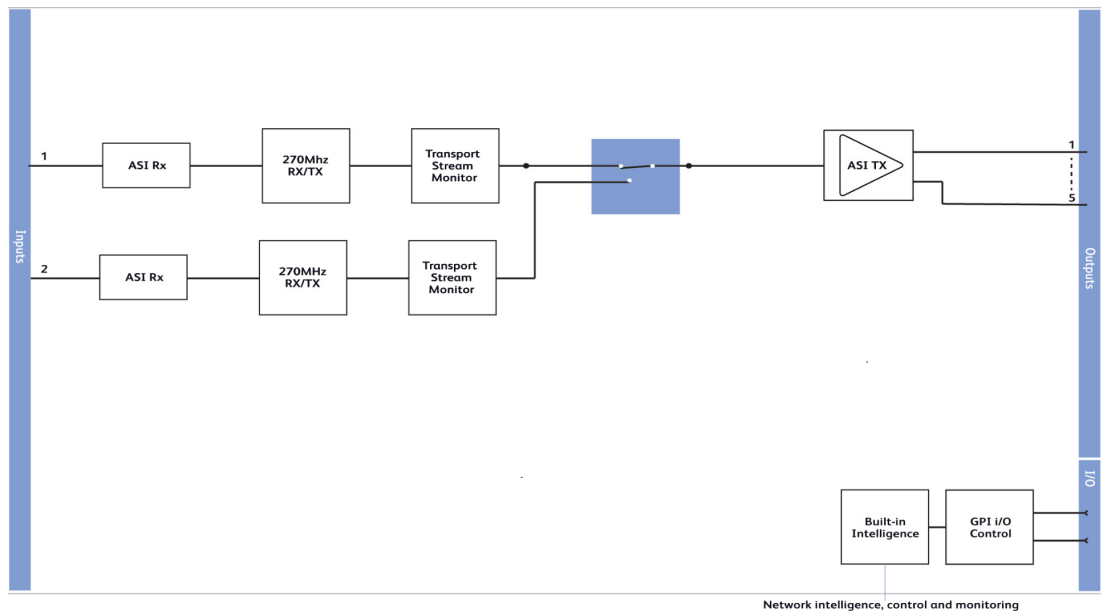 Inputs
1
ASI Rx
270Mhz
RX/TX
Transport
Stream
Monitor
ASI TX
1
5
2
ASI Rx
270MHz
RX/TX
Transport
Stream
Monitor
Outputs
I/O
Built-in
Intelligence
GPI i/O
Control
Network intelligence, control and monitoring